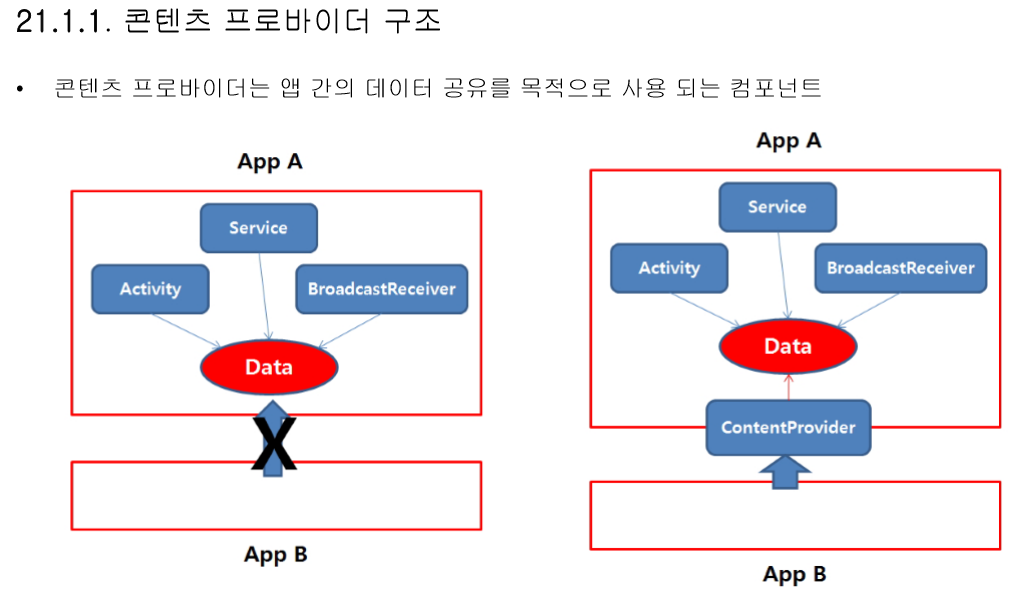 21.1.1. 콘텐츠 프로바이더 구조
• 콘텐츠 프로바이더는 앱 간의 데이터 공유를 목적으로 사용 되는 컴포넌트
App A
Service
Activity
BroadcastReceiver
Data
X
App B
App A
Service
Activity
BroadcastReceiver
Data
ContentProvider
App B